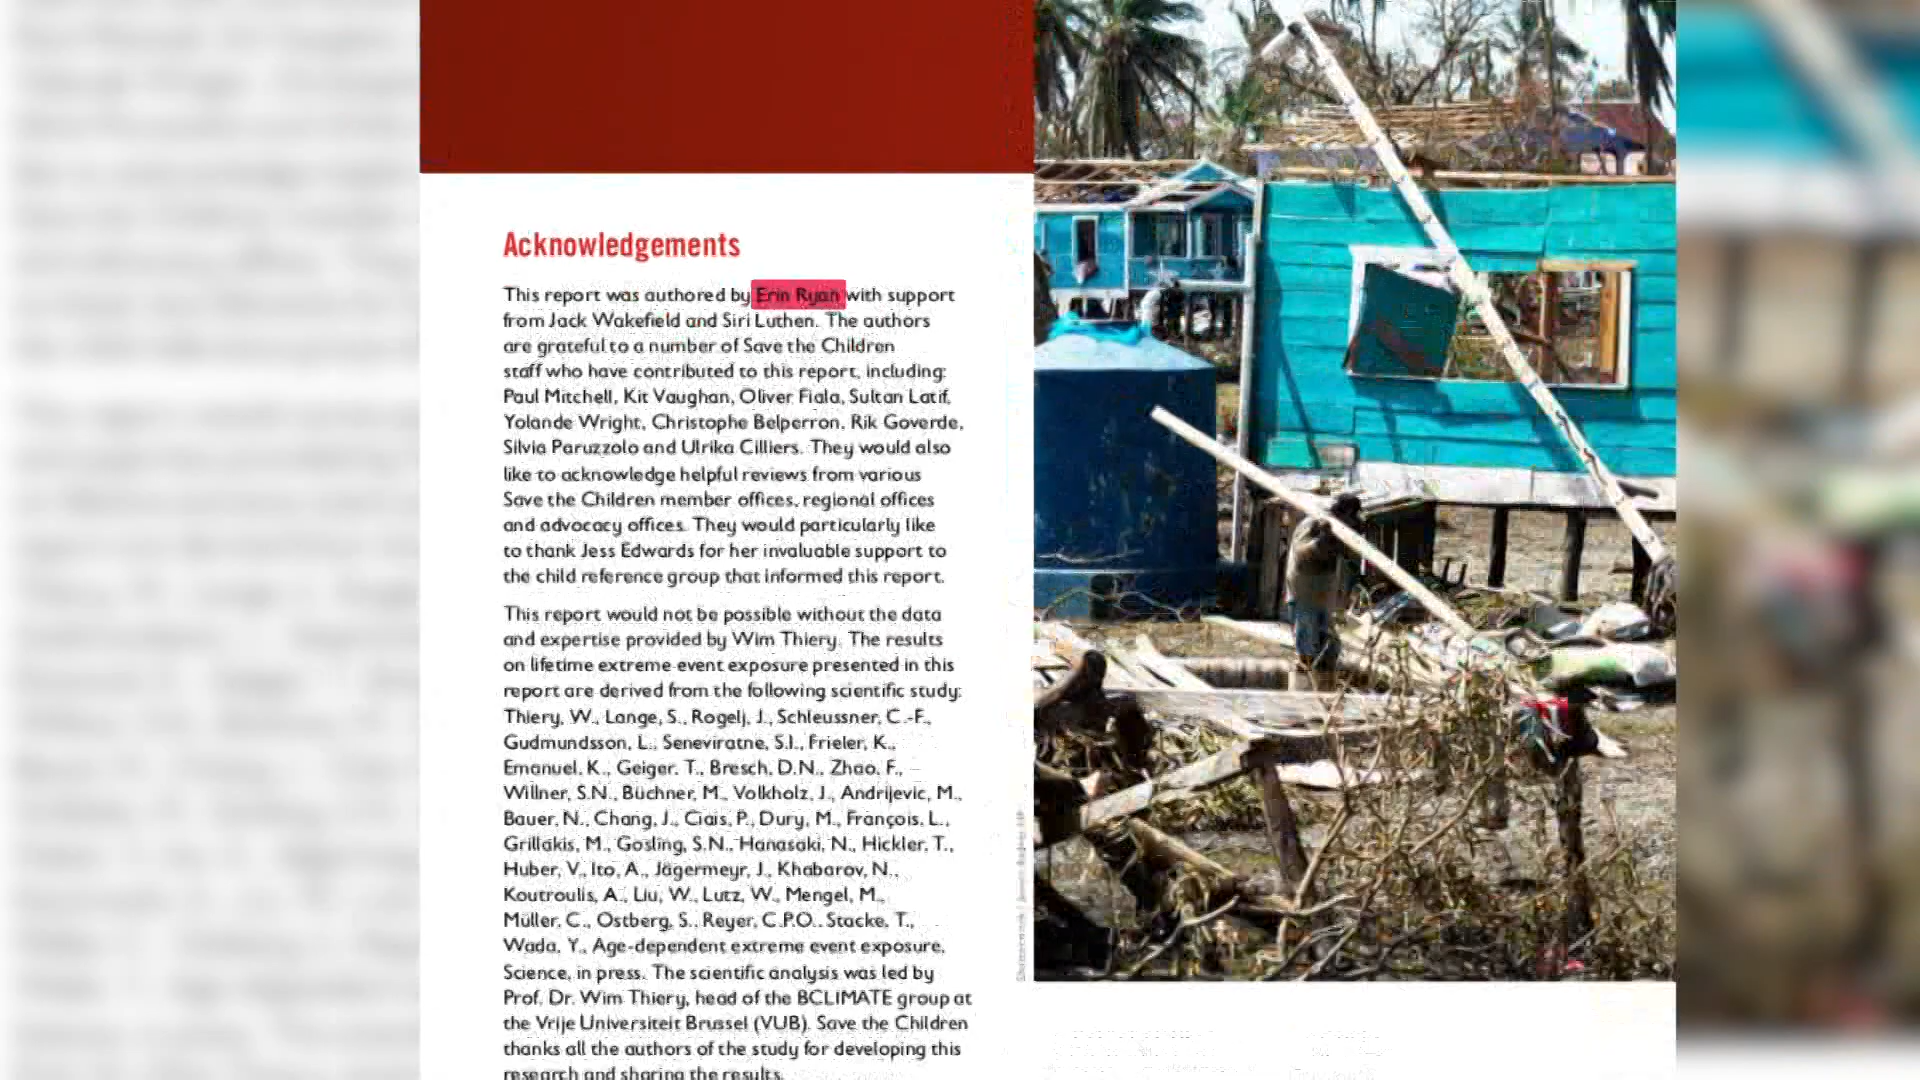 Acknowledgements
This report was authored by Erin Ryan with support
from Jack Wakefield and Siri Luthen. The authors
are grateful to a number of Save the Children
staff who have contributed to this report, including:
Paul Mitchell, Kit Vaughan, Oliver Fiala, Sultan Latif,
Yolande Wright, Christophe Belperron, Rik Goverde,
Silvia Paruzzolo and Ulrika Cilliers. They would also
like to acknowledge helpful reviews from various
Save the Children member offices, regional offices
and advocacy offices. They would particularly like
to thank Jess Edwards for her invaluable support to
the child reference group that informed this report.
This report would not be possible without the data
and expertise provided by Wim Thiery. The results
on lifetime extreme event exposure presented in this
report are derived from the following scientific study:
Thiery, W., Lange, S., Rogelj, J., Schleussner, C.-F.,
Gudmundsson, L., Seneviratne, S.I., Frieler, K.,
Emanuel, K., Geiger, T., Bresch, D.N., Zhao, F.,
Willner, S.N., Büchner, M., Volkholz, J., Andrijevic, M.,
Bauer, N., Chang, J., Ciais, P., Dury, M., François, L.,
Grillakis, M., Gosling, S.N., Hanasaki, N., Hickler, T.,
Huber, V., Ito, A., Jägermeyr, J., Khabarov, N.,
Koutroulis, A., Liu, W., Lutz, W., Mengel, M.,
Müller, C., Ostberg, S., Reyer, C.P.O., Stacke, T.,
Wada, Y., Age-dependent extreme event exposure,
Science, in press. The scientific analysis was led by
Prof. Dr. Wim Thiery, head of the BCLIMATE group at
the Vrije Universiteit Brussel (VUB). Save the Children
thanks all the authors of the study for developing this
research and sharing the results.